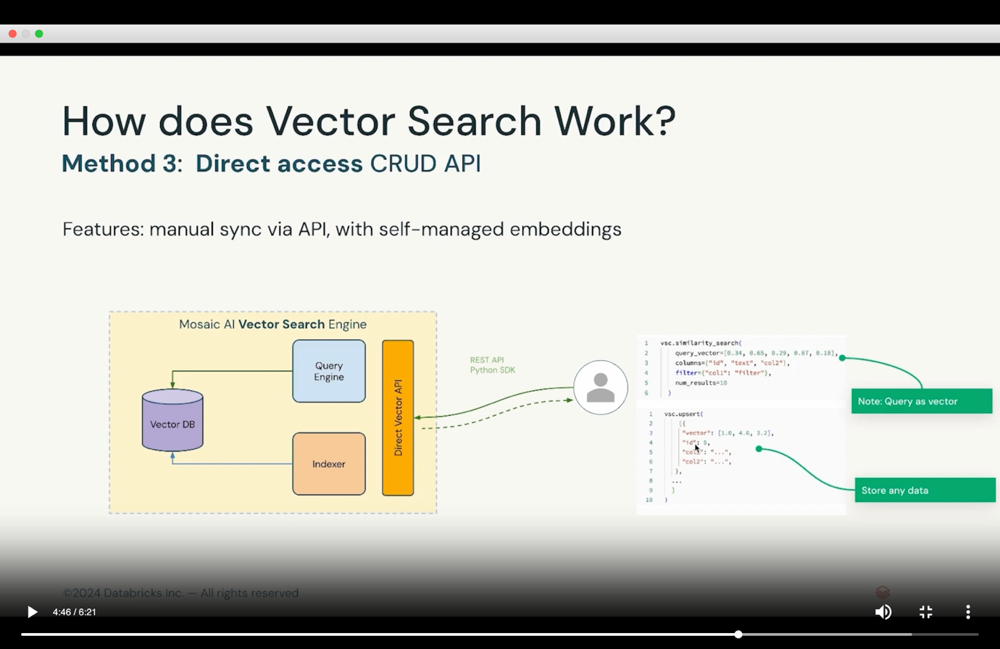 How does Vector Search Work?
Method 3: Direct access CRUD API
Features: manual sync via API, with self-managed embeddings
Mosaic AI Vector Search Engine
Query
Engine
Vector DB
Indexer
Direct Vector API
REST API
Python SDK
1 vsc.similarity_search(
2 query_vector=[0.34, 0.65, 0.29, 0.87, 0.18],
3 columns=["id", "text", "col2"],
4 filter={"col1": "filter"},
5 num_results=10
6 )
Note: Query as vector
1 vsc.upsert(
2 [{
3 "vector": [1.0, 4.6, 3.2],
4 "id": 5,
5 "col1": "...",
6 "col2": "...",
7 },
8 ...
9 ]
10 )
Store any data
©2024 Databricks Inc. — All rights reserved
4:46 / 6:21